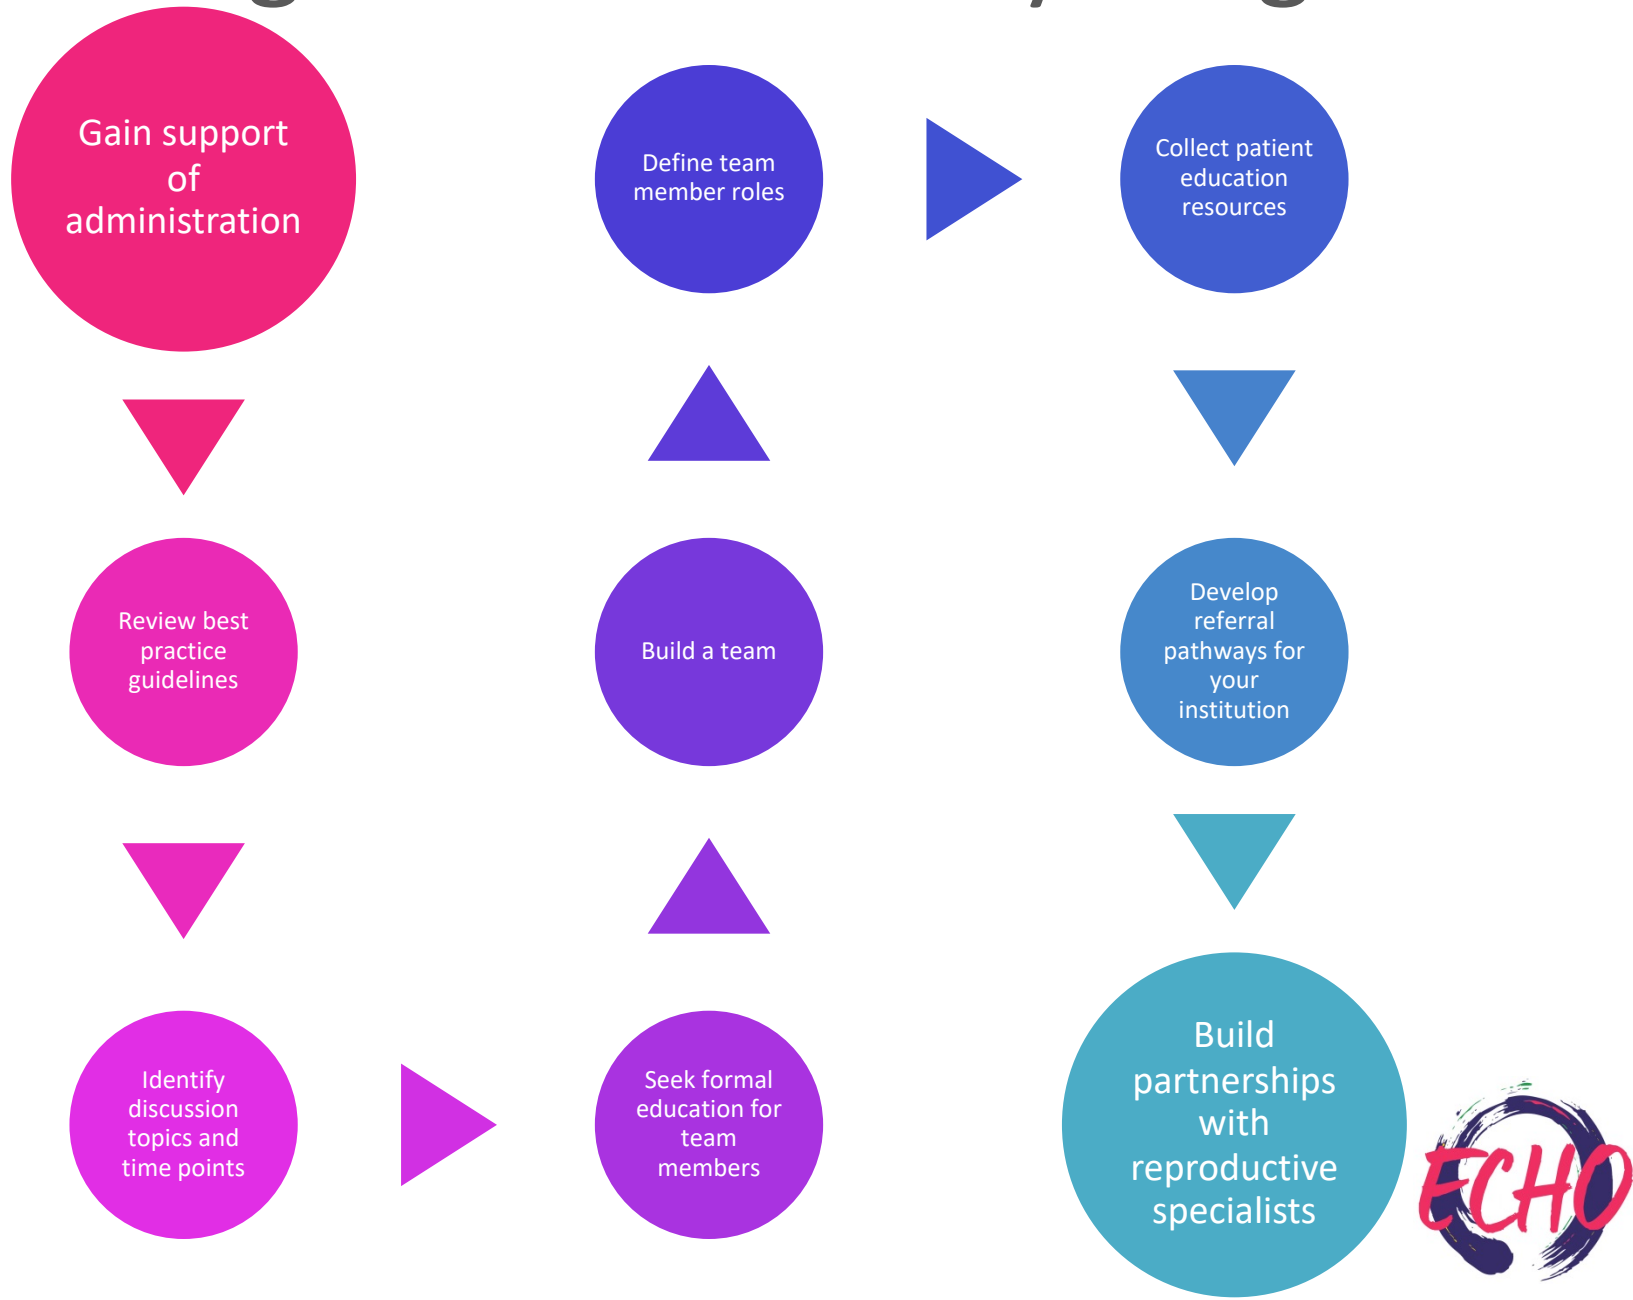 Gain support
of
administration
Review best
practice
guidelines
Identify
discussion
topics and
time points
Seek formal
education for
team
members
Build a team
Define team
member roles
Collect patient
education
resources
Develop
referral
pathways for
your
institution
Build
partnerships
with
reproductive
specialists
ECHO